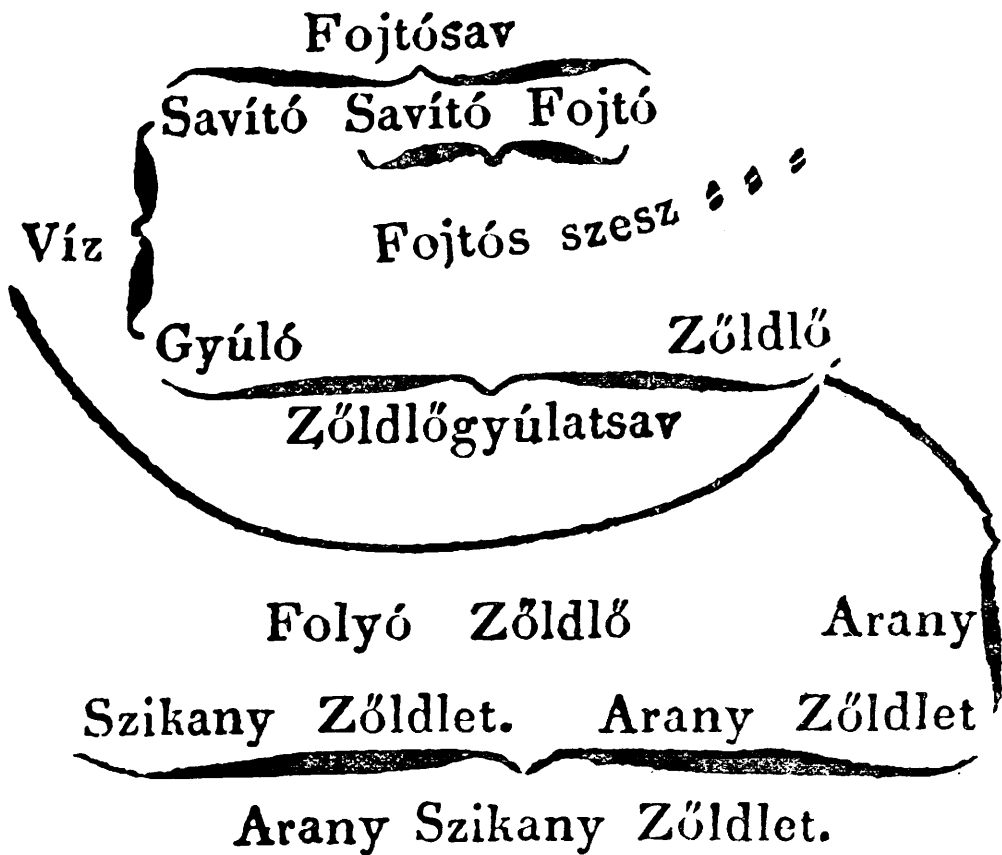 Fojtósav
Savító Savító Fojtó
Víz
Fojtós szesz
Gyúló Zőldlő
Zőldlőgyúlatsav
Folyó Zőldlő Arany
Szikany Zőldlet. Arany Zőldlet
Arany Szikany Zőldlet.